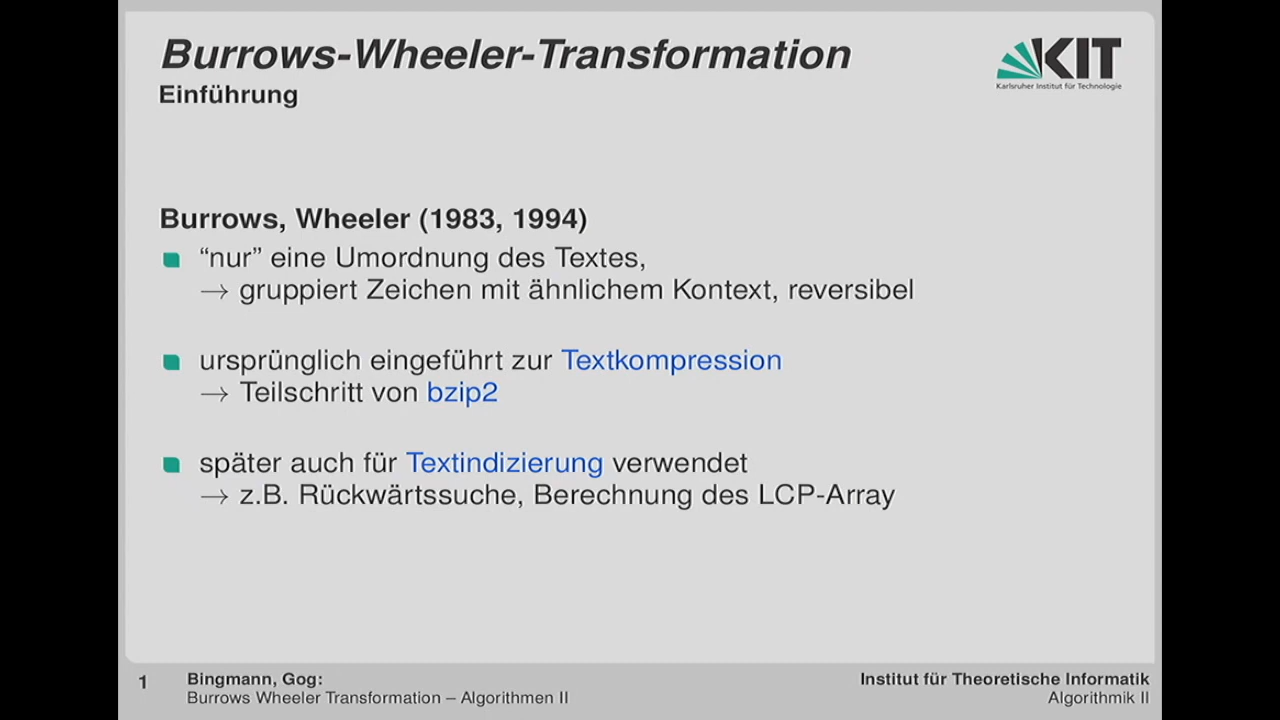 Burrows-Wheeler-Transformation
Einführung
KIT
Karlsruher Institut für Technologie
Burrows, Wheeler (1983, 1994)
“nur” eine Umordnung des Textes,
→ gruppiert Zeichen mit ähnlichem Kontext, reversibel
ursprünglich eingeführt zur Textkompression
→ Teilschritt von bzip2
später auch für Textindizierung verwendet
→ z.B. Rückwärtssuche, Berechnung des LCP-Array
1
Bingmann, Gog:
Burrows Wheeler Transformation – Algorithmen II
Institut für Theoretische Informatik
Algorithmik II